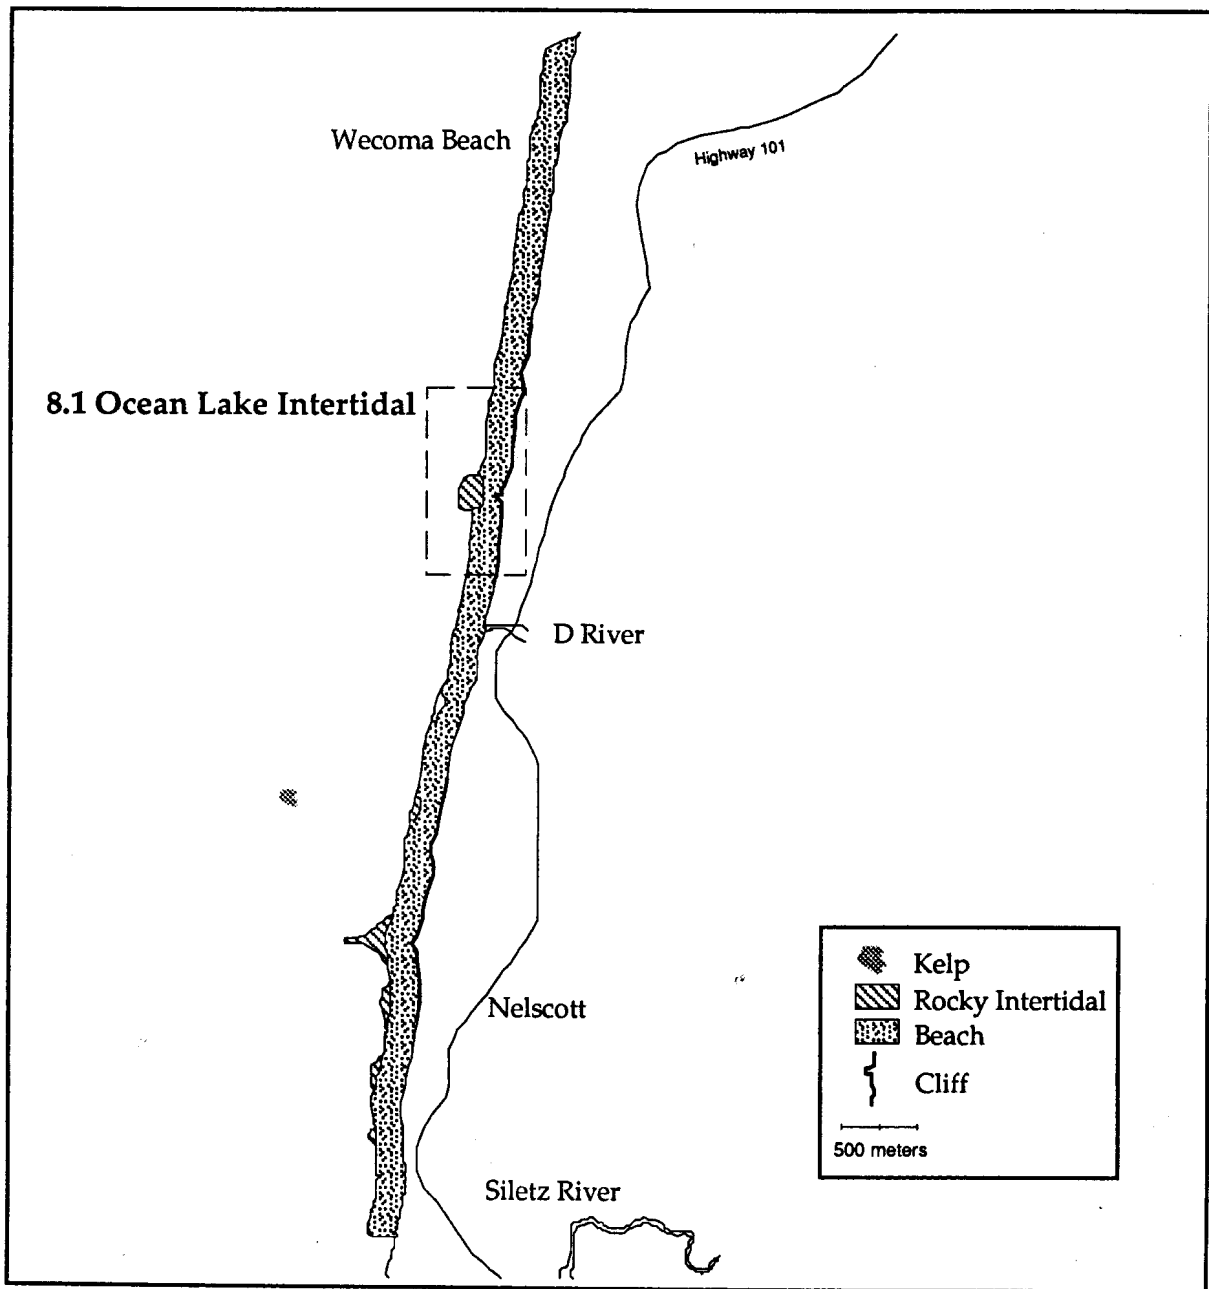 Wecoma Beach
Highway 101
8.1 Ocean Lake Intertidal
D River
Nelscott
Siletz River
Kelp
Rocky Intertidal
Beach
Cliff
500 meters